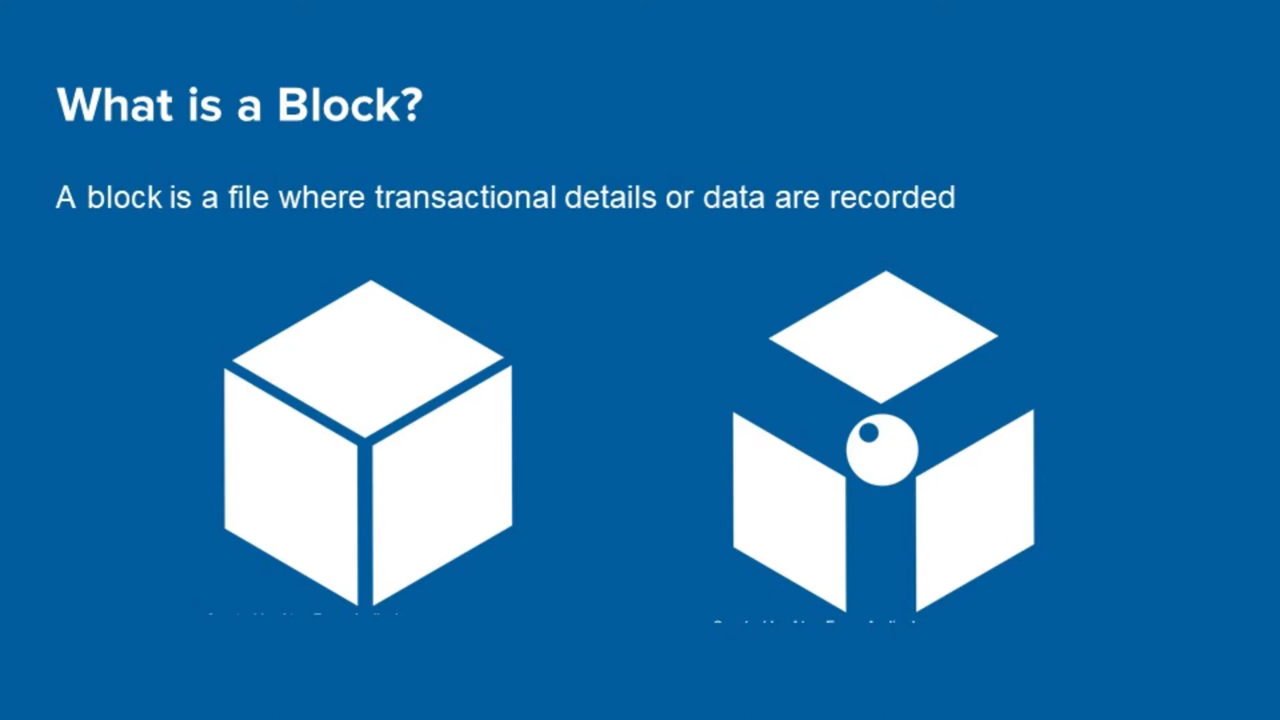 What is a Block?
A block is a file where transactional details or data are recorded